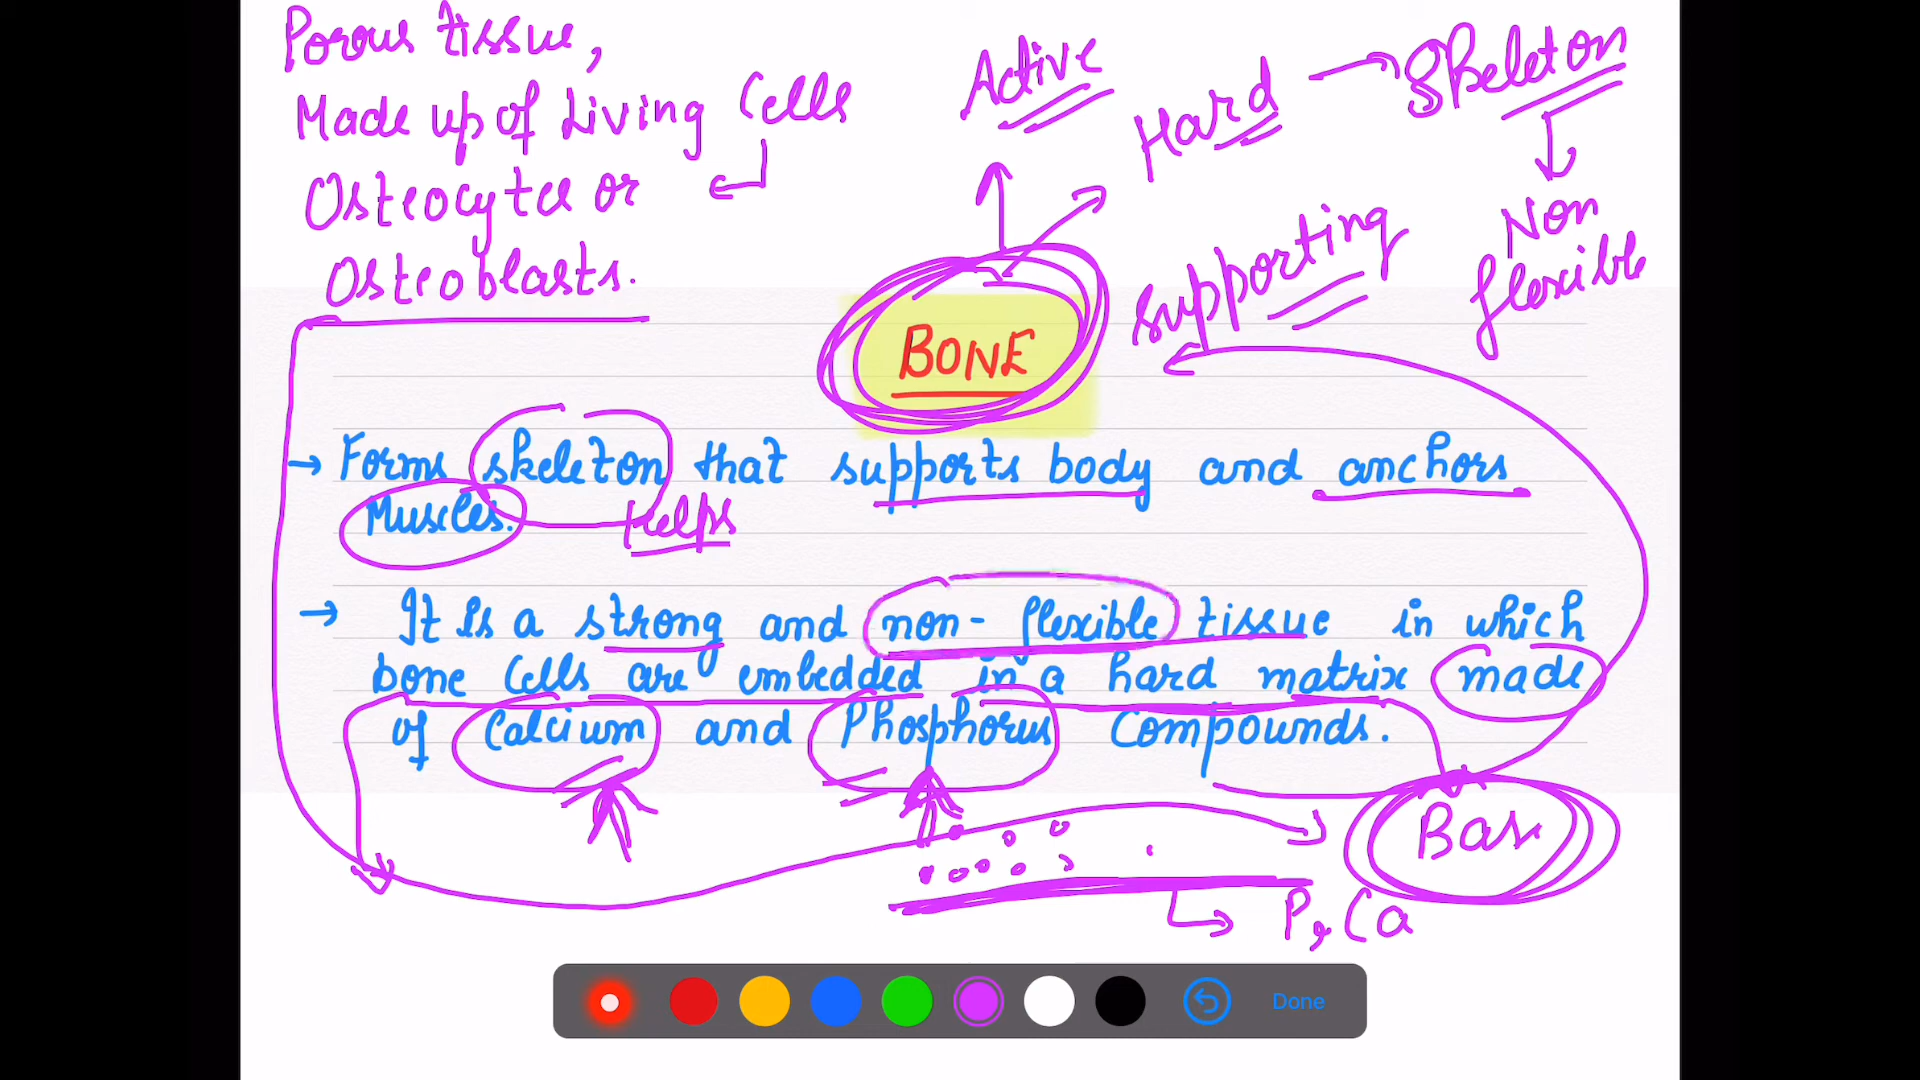 Porous tissue,
Made up of Living Cells
Osteocytes or
Osteoblasts.
Active
Hard → Skeleton
Non
flexible
supporting
BONE
→ Forms skeleton that supports body and anchors
Muscles.
Helps
→ It is a strong and non-flexible tissue in which
bone cells are embedded in a hard matrix made
of Calcium and Phosphorus Compounds.
P, Ca
Done